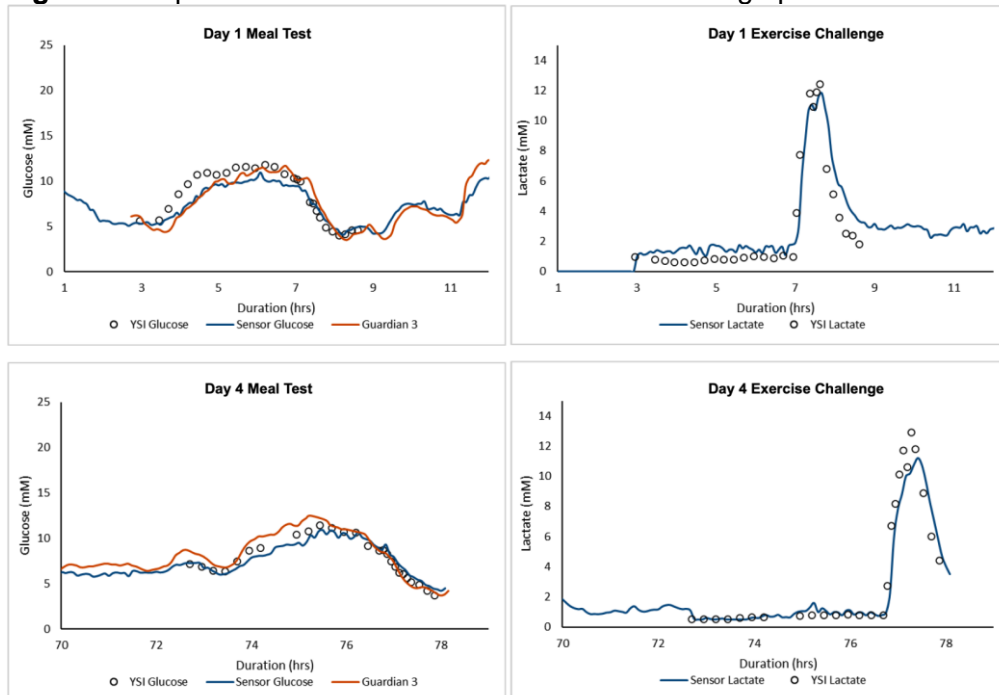 Day 1 Meal Test
25
20
15
10
5
0
Glucose (mM)
1 3 5 7 9 11
Duration (hrs)
YSI Glucose Sensor Glucose Guardian 3
Day 1 Exercise Challenge
14
12
10
8
6
4
2
0
Lactate (mM)
1 3 5 7 9 11
Duration (hrs)
Sensor Lactate YSI Lactate
Day 4 Meal Test
25
20
15
10
5
0
Glucose (mM)
70 72 74 76 78
Duration (hrs)
YSI Glucose Sensor Glucose Guardian 3
Day 4 Exercise Challenge
14
12
10
8
6
4
2
0
Lactate (mM)
70 72 74 76 78
Duration (hrs)
Sensor Lactate YSI Lactate